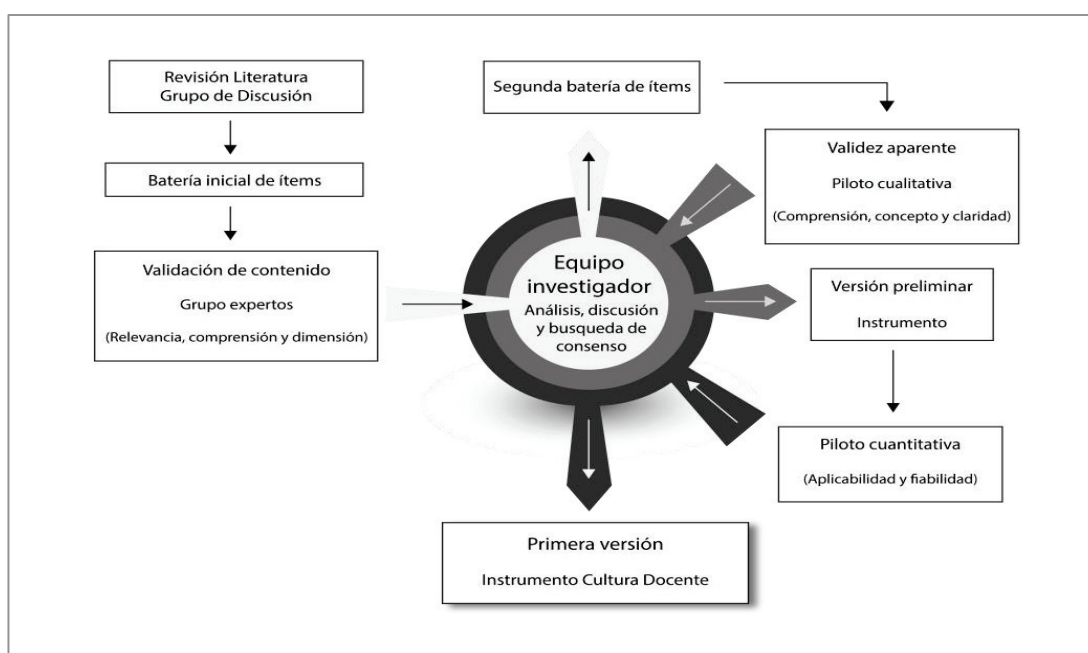 Revisión Literatura
Grupo de Discusión
Batería inicial de ítems
Validación de contenido
Grupo expertos
(Relevancia, comprensión y dimensión)
Equipo
investigador
Análisis, discusión
y busqueda de
consenso
Segunda batería de ítems
Validez aparente
Piloto cualitativa
(Comprensión, concepto y claridad)
Versión preliminar
Instrumento
Piloto cuantitativa
(Aplicabilidad y fiabilidad)
Primera versión
Instrumento Cultura Docente